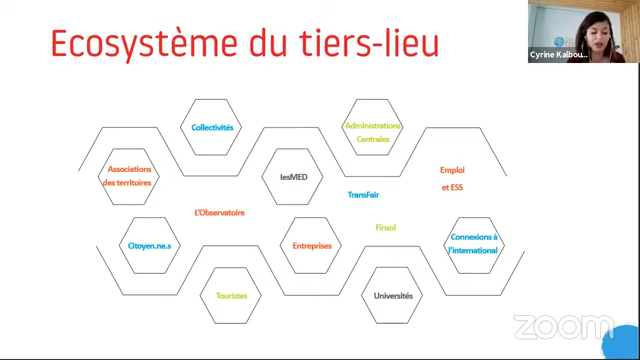 Ecosystème du tiers-lieu
Cyrine Kalbou...
Collectivités
Administrations
Centrales
Associations
des territoires
IesMED
Emploi
et ESS
TransFair
L'Observatoire
Finsol
Citoyen.ne.s
Entreprises
Connexions à
l'international
Touristes
Universités
zoom